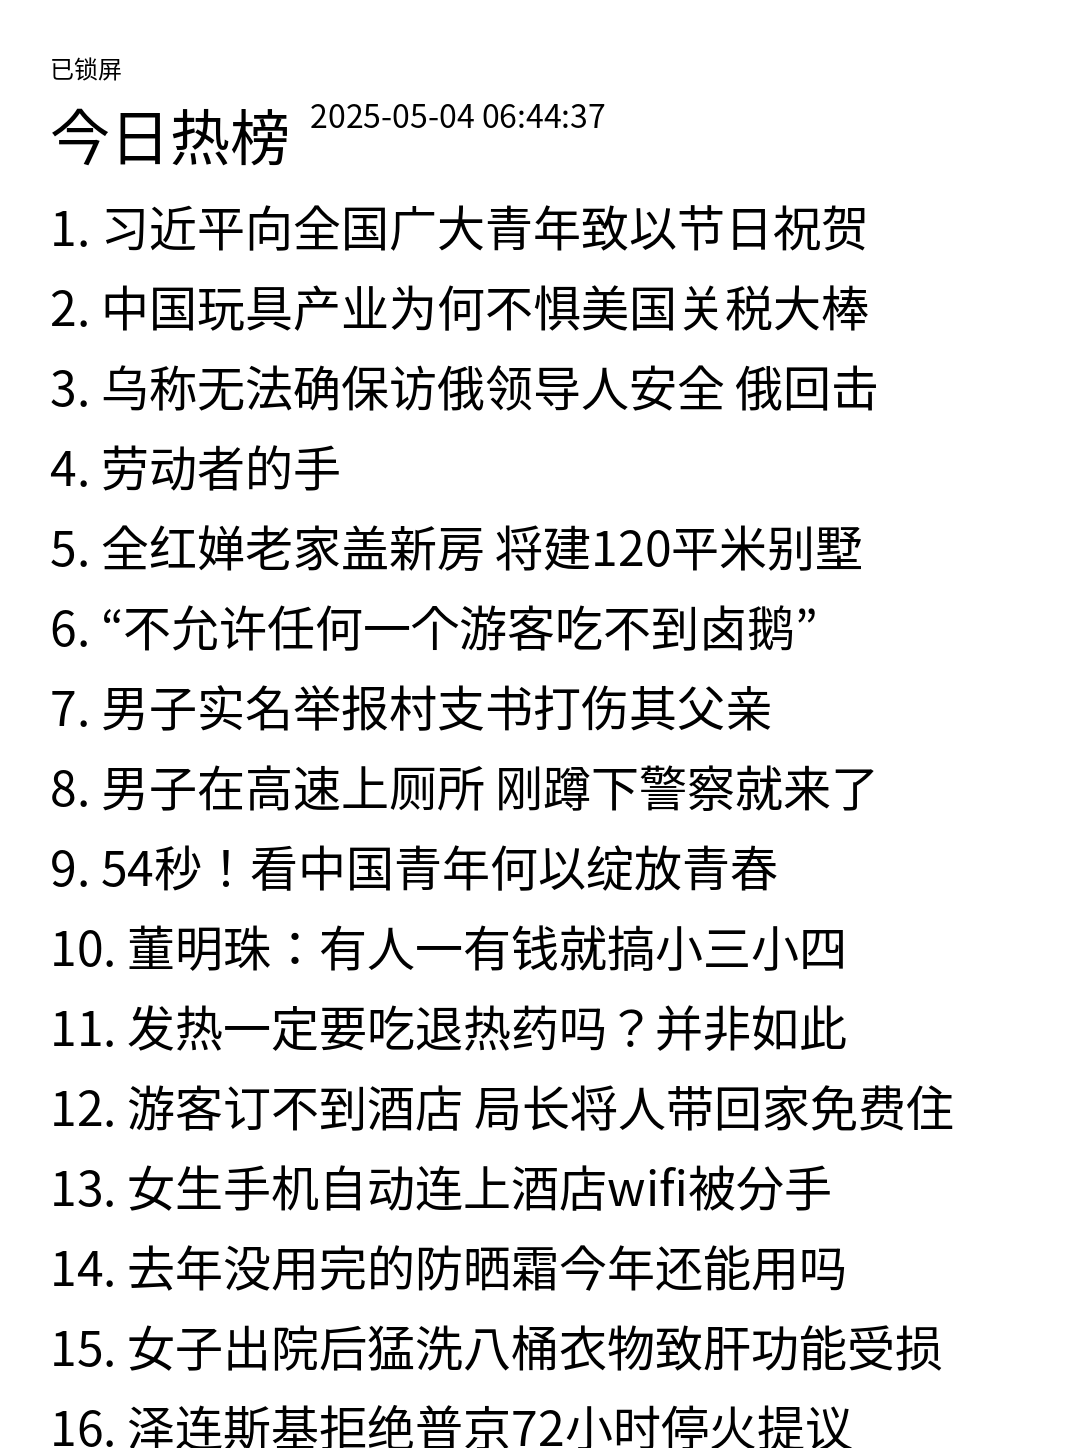 已锁屏
今日热榜 2025-05-04 06:44:37
1. 习近平向全国广大青年致以节日祝贺
2. 中国玩具产业为何不惧美国关税大棒
3. 乌称无法确保访俄领导人安全 俄回击
4. 劳动者的手
5. 全红婵老家盖新房 将建120平米别墅
6. “不允许任何一个游客吃不到卤鹅”
7. 男子实名举报村支书打伤其父亲
8. 男子在高速上厕所 刚蹲下警察就来了
9. 54秒！看中国青年何以绽放青春
10. 董明珠：有人一有钱就搞小三小四
11. 发热一定要吃退热药吗？并非如此
12. 游客订不到酒店 局长将人带回家免费住
13. 女生手机自动连上酒店wifi被分手
14. 去年没用完的防晒霜今年还能用吗
15. 女子出院后猛洗八桶衣物致肝功能受损
16. 泽连斯基拒绝普京72小时停火提议